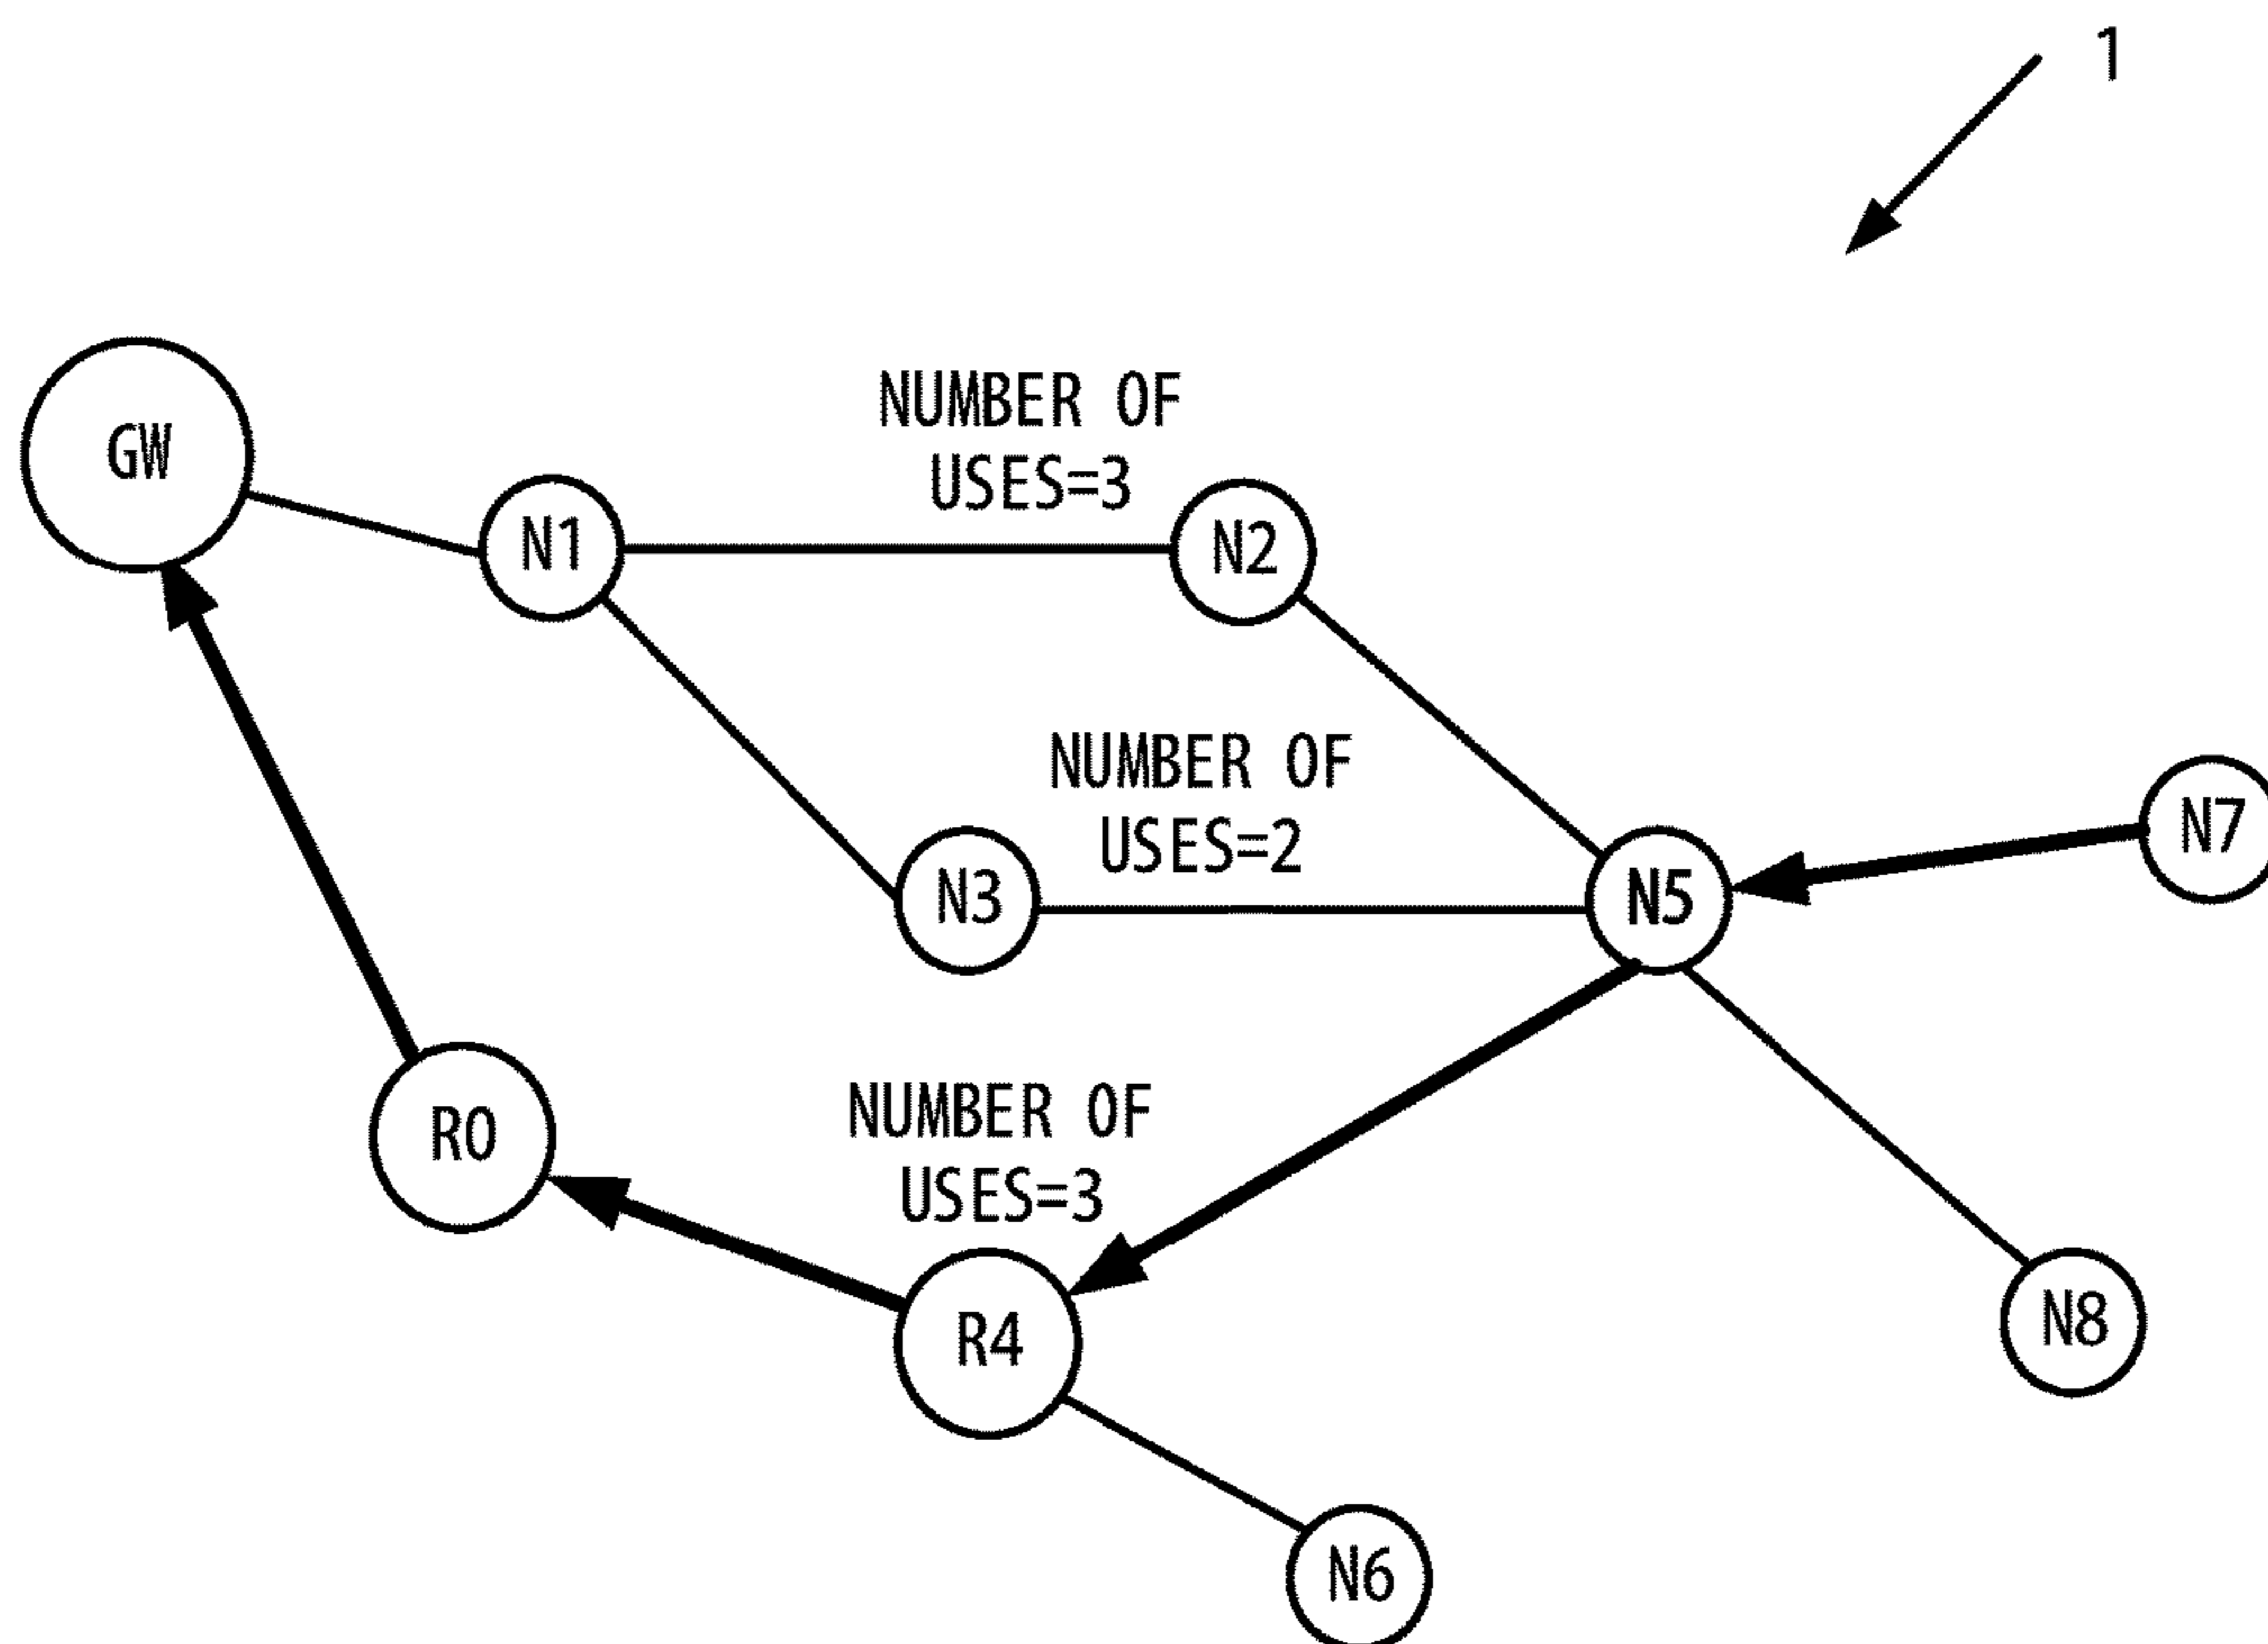 1
NUMBER OF
USES=3
GW
N1
N2
NUMBER OF
USES=2
N7
N3
N5
NUMBER OF
USES=3
R0
R4
N8
N6